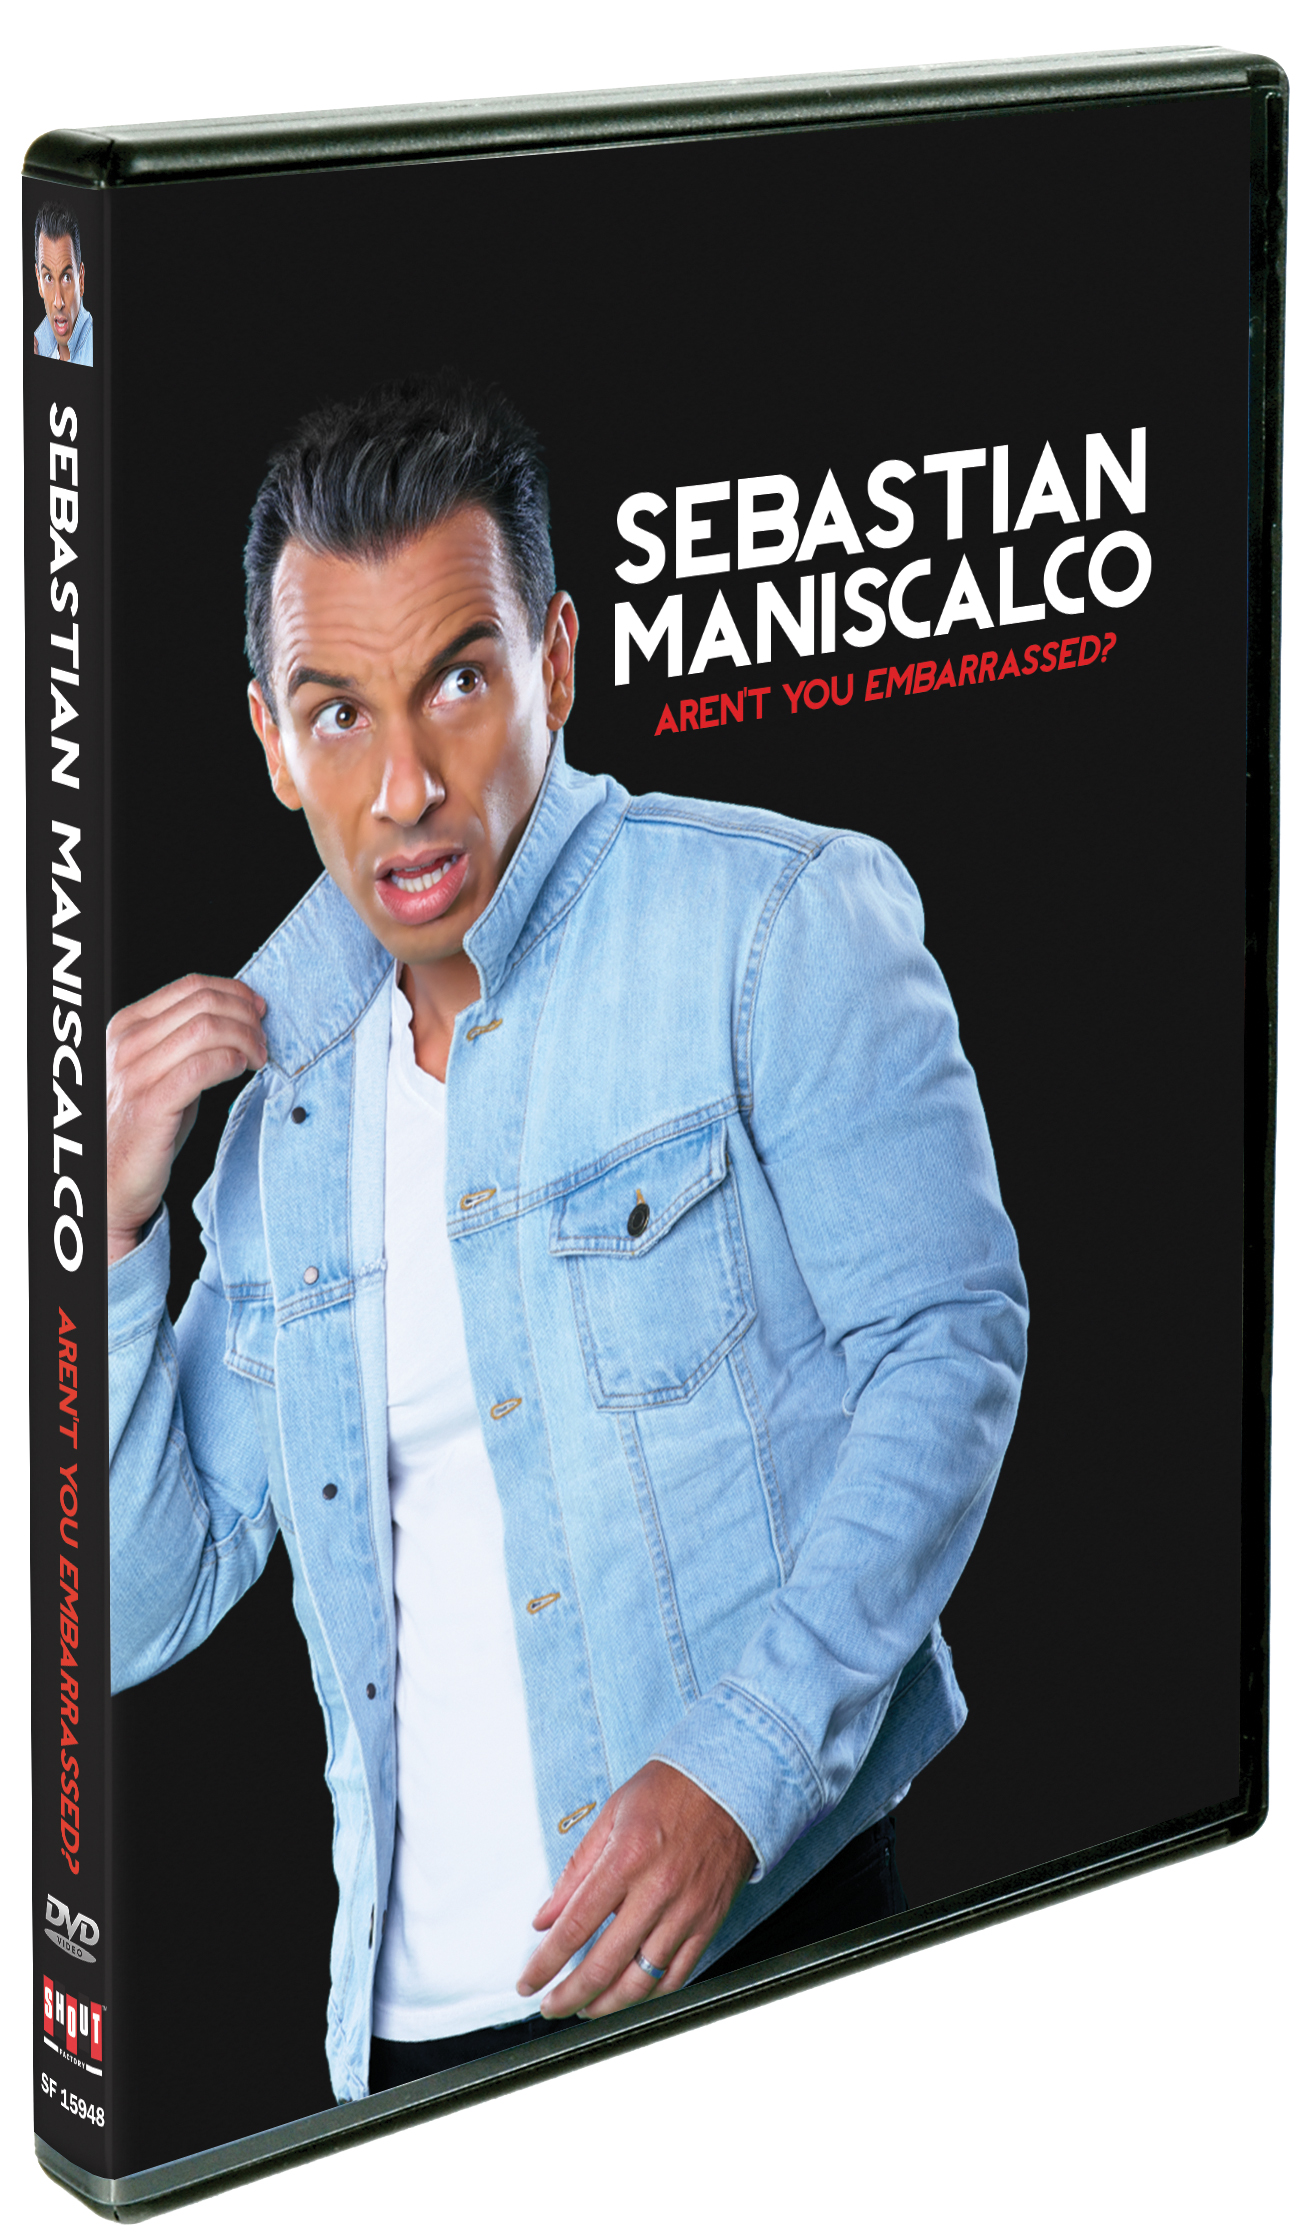 SEBASTIAN
MANISCALCO
AREN'T YOU EMBARRASSED?
SEBASTIAN MANISCALCO AREN'T YOU EMBARRASSED?
DVD
VIDEO
SHOUT
FACTORY
SF 15948